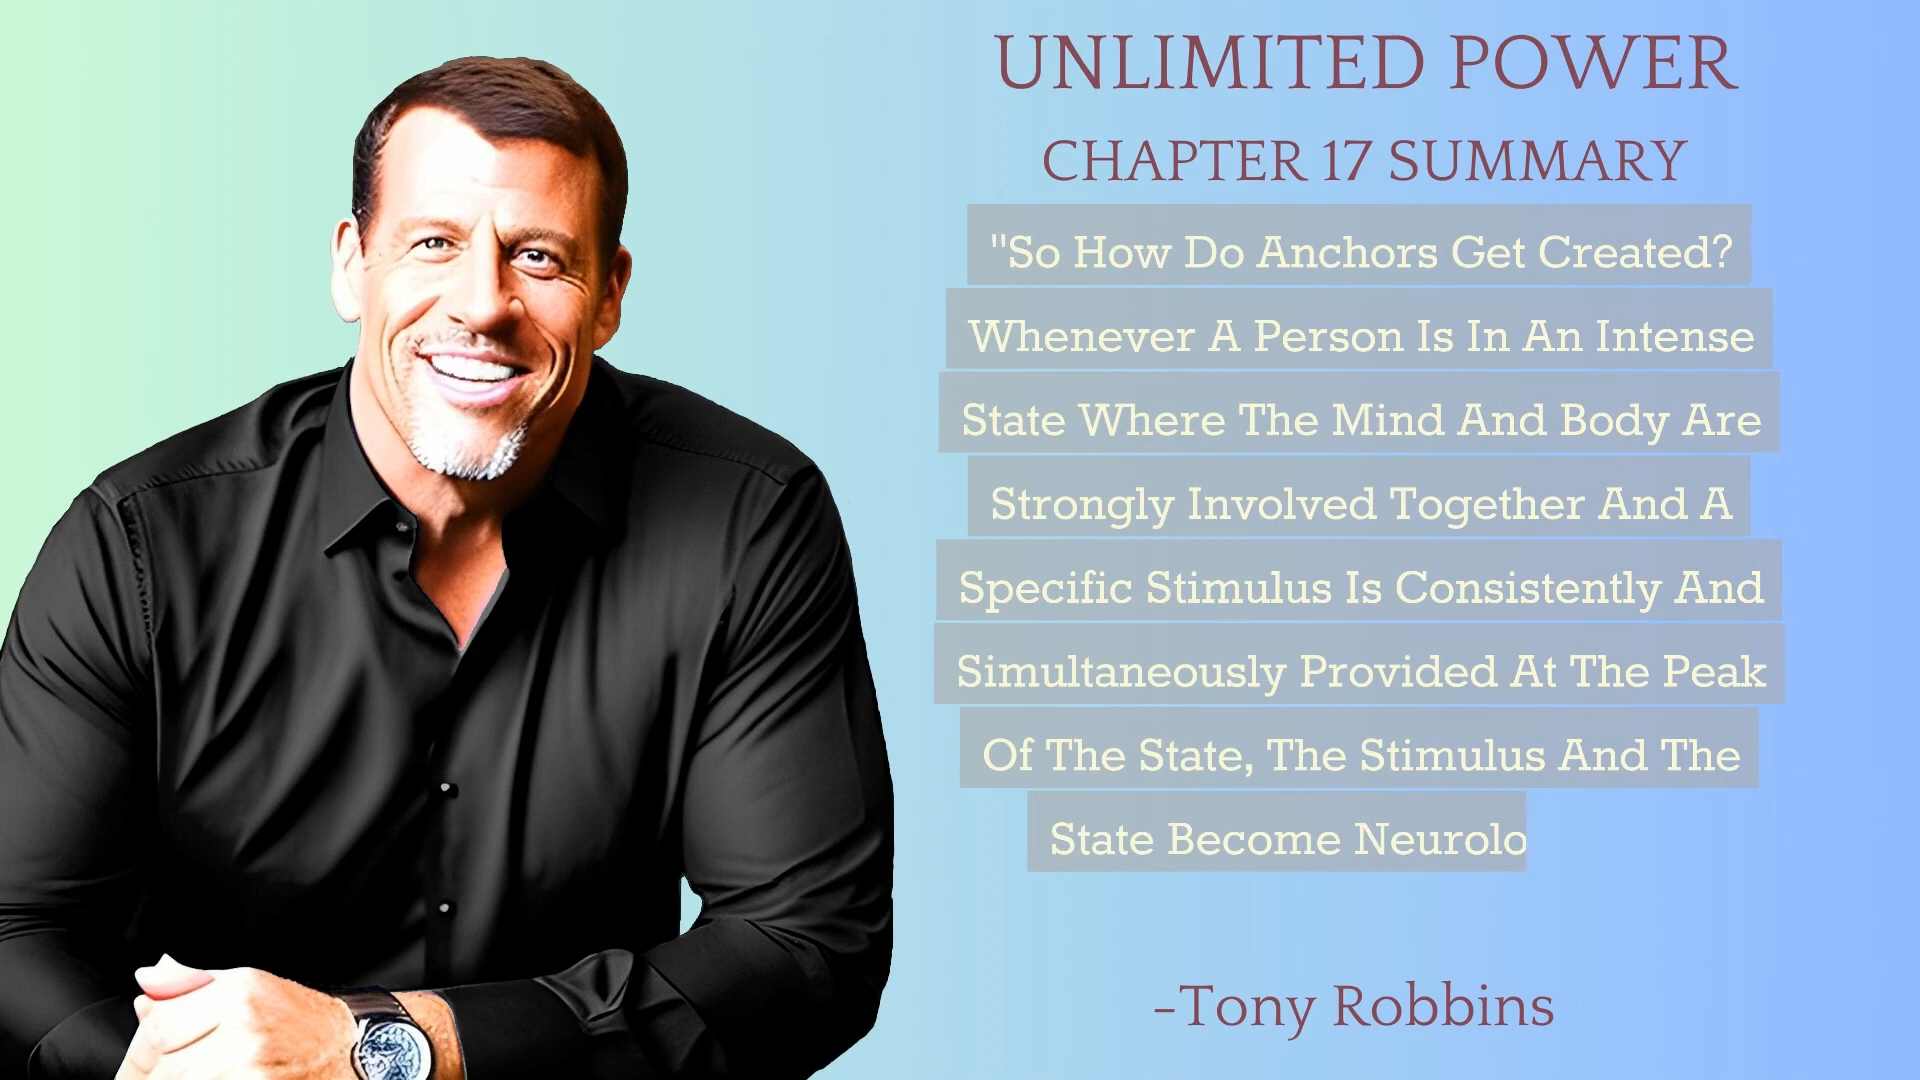 UNLIMITED POWER
CHAPTER 17 SUMMARY
"So How Do Anchors Get Created?
Whenever A Person Is In An Intense
State Where The Mind And Body Are
Strongly Involved Together And A
Specific Stimulus Is Consistently And
Simultaneously Provided At The Peak
Of The State, The Stimulus And The
State Become Neurolo
-Tony Robbins